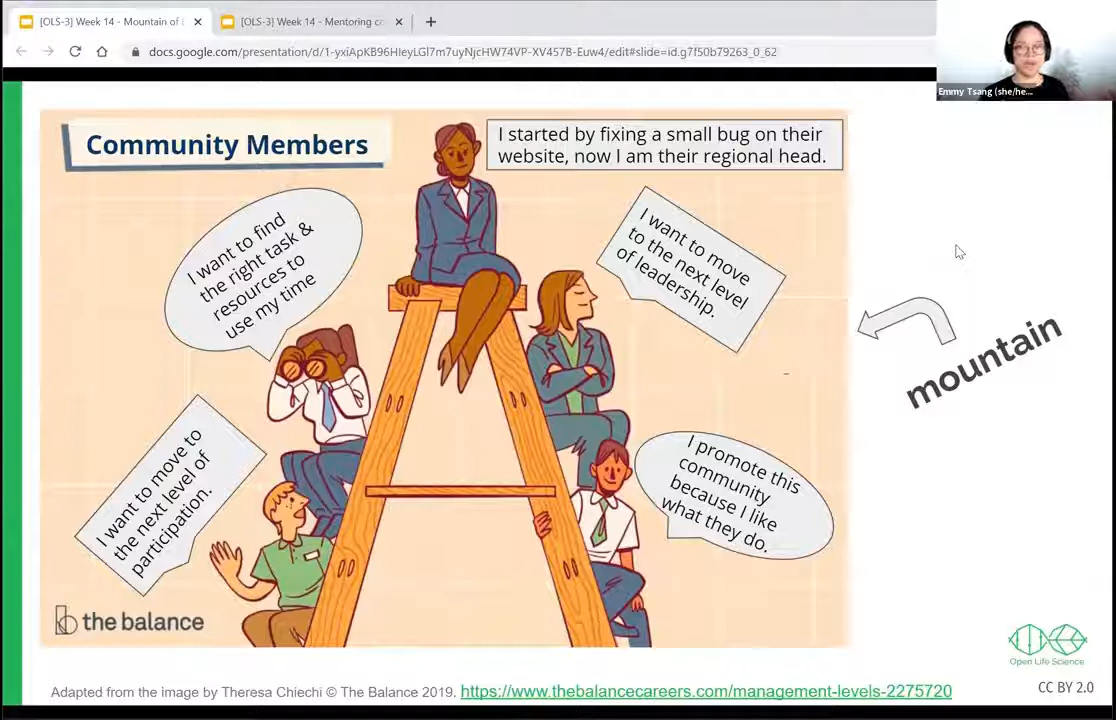 [OLS-3] Week 14 - Mountain of
[OLS-3] Week 14 - Mentoring co
docs.google.com/presentation/d/1-yxiApKB96HIeyLGl7m7uyNjcHW74VP-XV457B-Euw4/edit#slide=id.g7f50b79263_0_62
Emmy Tsang (she/he...
Community Members
I started by fixing a small bug on their
website, now I am their regional head.
I want to find
the right task &
resources to
use my time
I want to move
to the next level
of leadership.
mountain
I want to move to
the next level of
participation.
I promote this
community
because I like
what they do.
the balance
Open Life Science
Adapted from the image by Theresa Chiechi © The Balance 2019. https://www.thebalancecareers.com/management-levels-2275720
CC BY 2.0